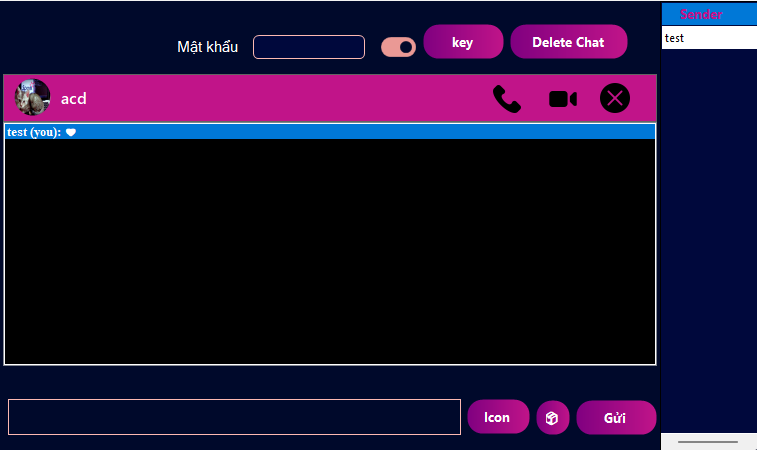 Sender
test
Mật khẩu
key
Delete Chat
acd
test (you): ❤
Icon
Gửi